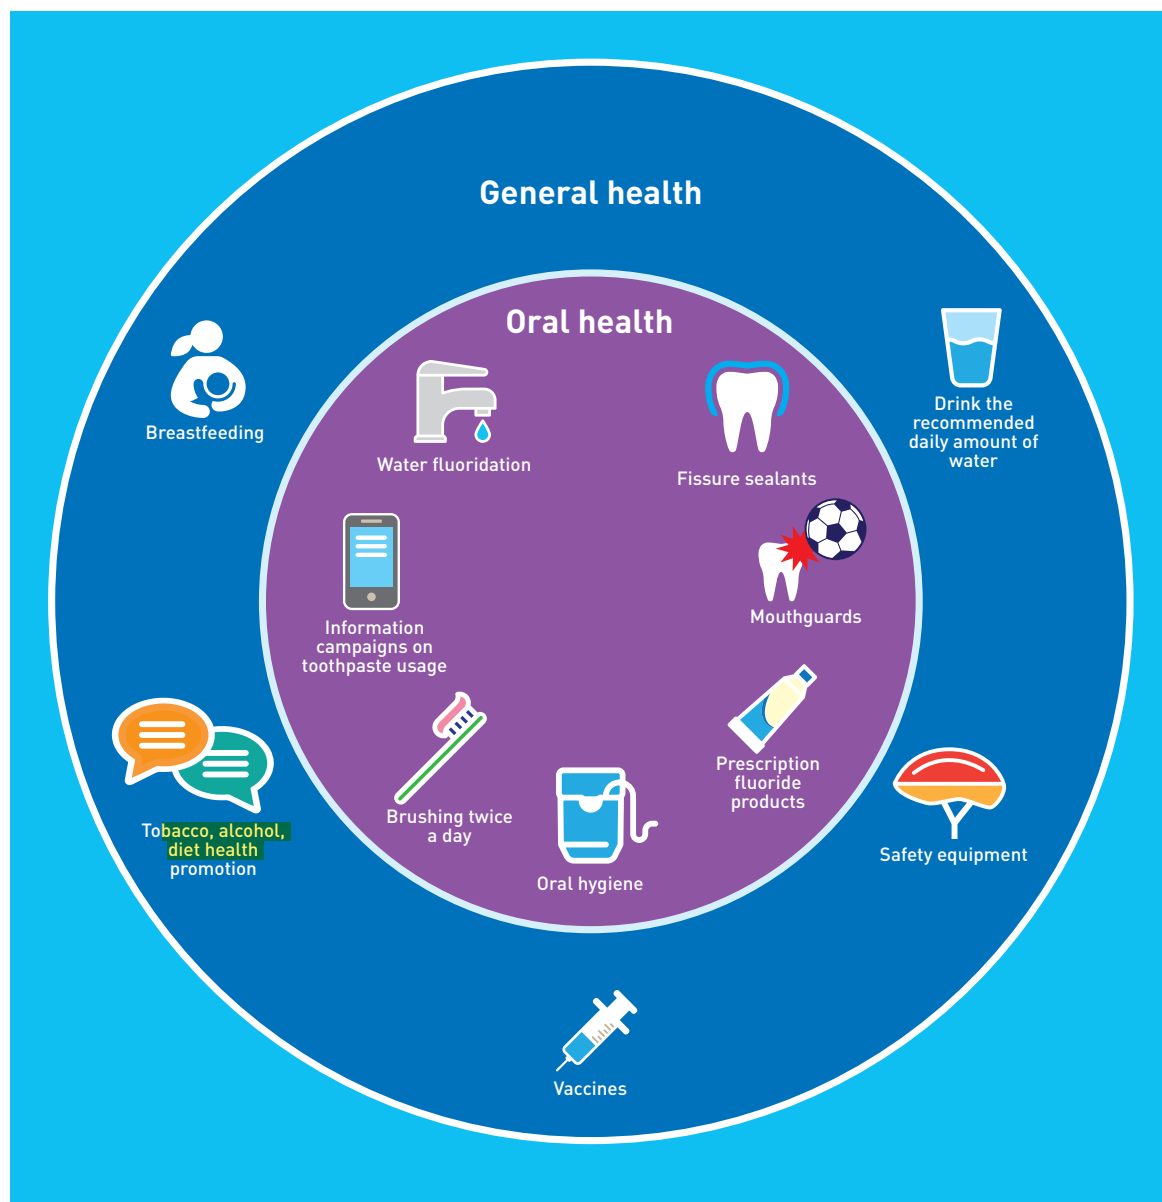 General health
Oral health
Breastfeeding
Water fluoridation
Fissure sealants
Drink the
recommended
daily amount of
water
Information
campaigns on
toothpaste usage
Mouthguards
Tobacco, alcohol,
diet health
promotion
Brushing twice
a day
Oral hygiene
Prescription
fluoride
products
Safety equipment
Vaccines